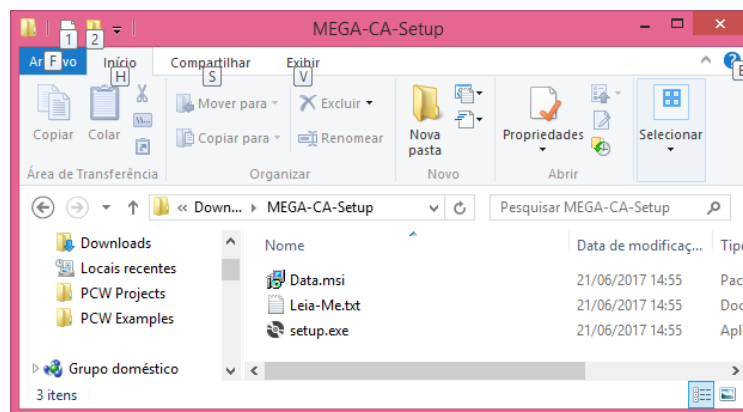 MEGA-CA-Setup
1 2
Ar F vo Início Compartilhar Exibir
H S V E
Copiar Colar
Mover para Excluir
Copiar para Renomear
Nova pasta
Propriedades
Selecionar
Área de Transferência Organizar Novo Abrir
« Down... MEGA-CA-Setup Pesquisar MEGA-CA-Setup
Downloads
Locais recentes
PCW Projects
PCW Examples
Grupo doméstico
Nome Data de modificaç... Tipo
Data.msi 21/06/2017 14:55 Pac
Leia-Me.txt 21/06/2017 14:55 Doc
setup.exe 21/06/2017 14:55 Apl
3 itens